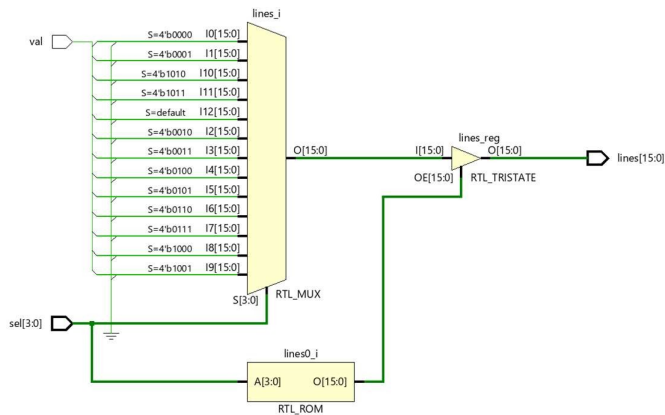 lines_i
val
S=4'b0000 I0[15:0]
S=4'b0001 I1[15:0]
S=4'b1010 I10[15:0]
S=4'b1011 I11[15:0]
S=default I12[15:0]
S=4'b0010 I2[15:0]
S=4'b0011 I3[15:0]
S=4'b0100 I4[15:0]
S=4'b0101 I5[15:0]
S=4'b0110 I6[15:0]
S=4'b0111 I7[15:0]
S=4'b1000 I8[15:0]
S=4'b1001 I9[15:0]
S[3:0]
RTL_MUX
O[15:0]
lines_reg
I[15:0]
O[15:0]
OE[15:0]
RTL_TRISTATE
lines[15:0]
sel[3:0]
lines0_i
A[3:0] O[15:0]
RTL_ROM